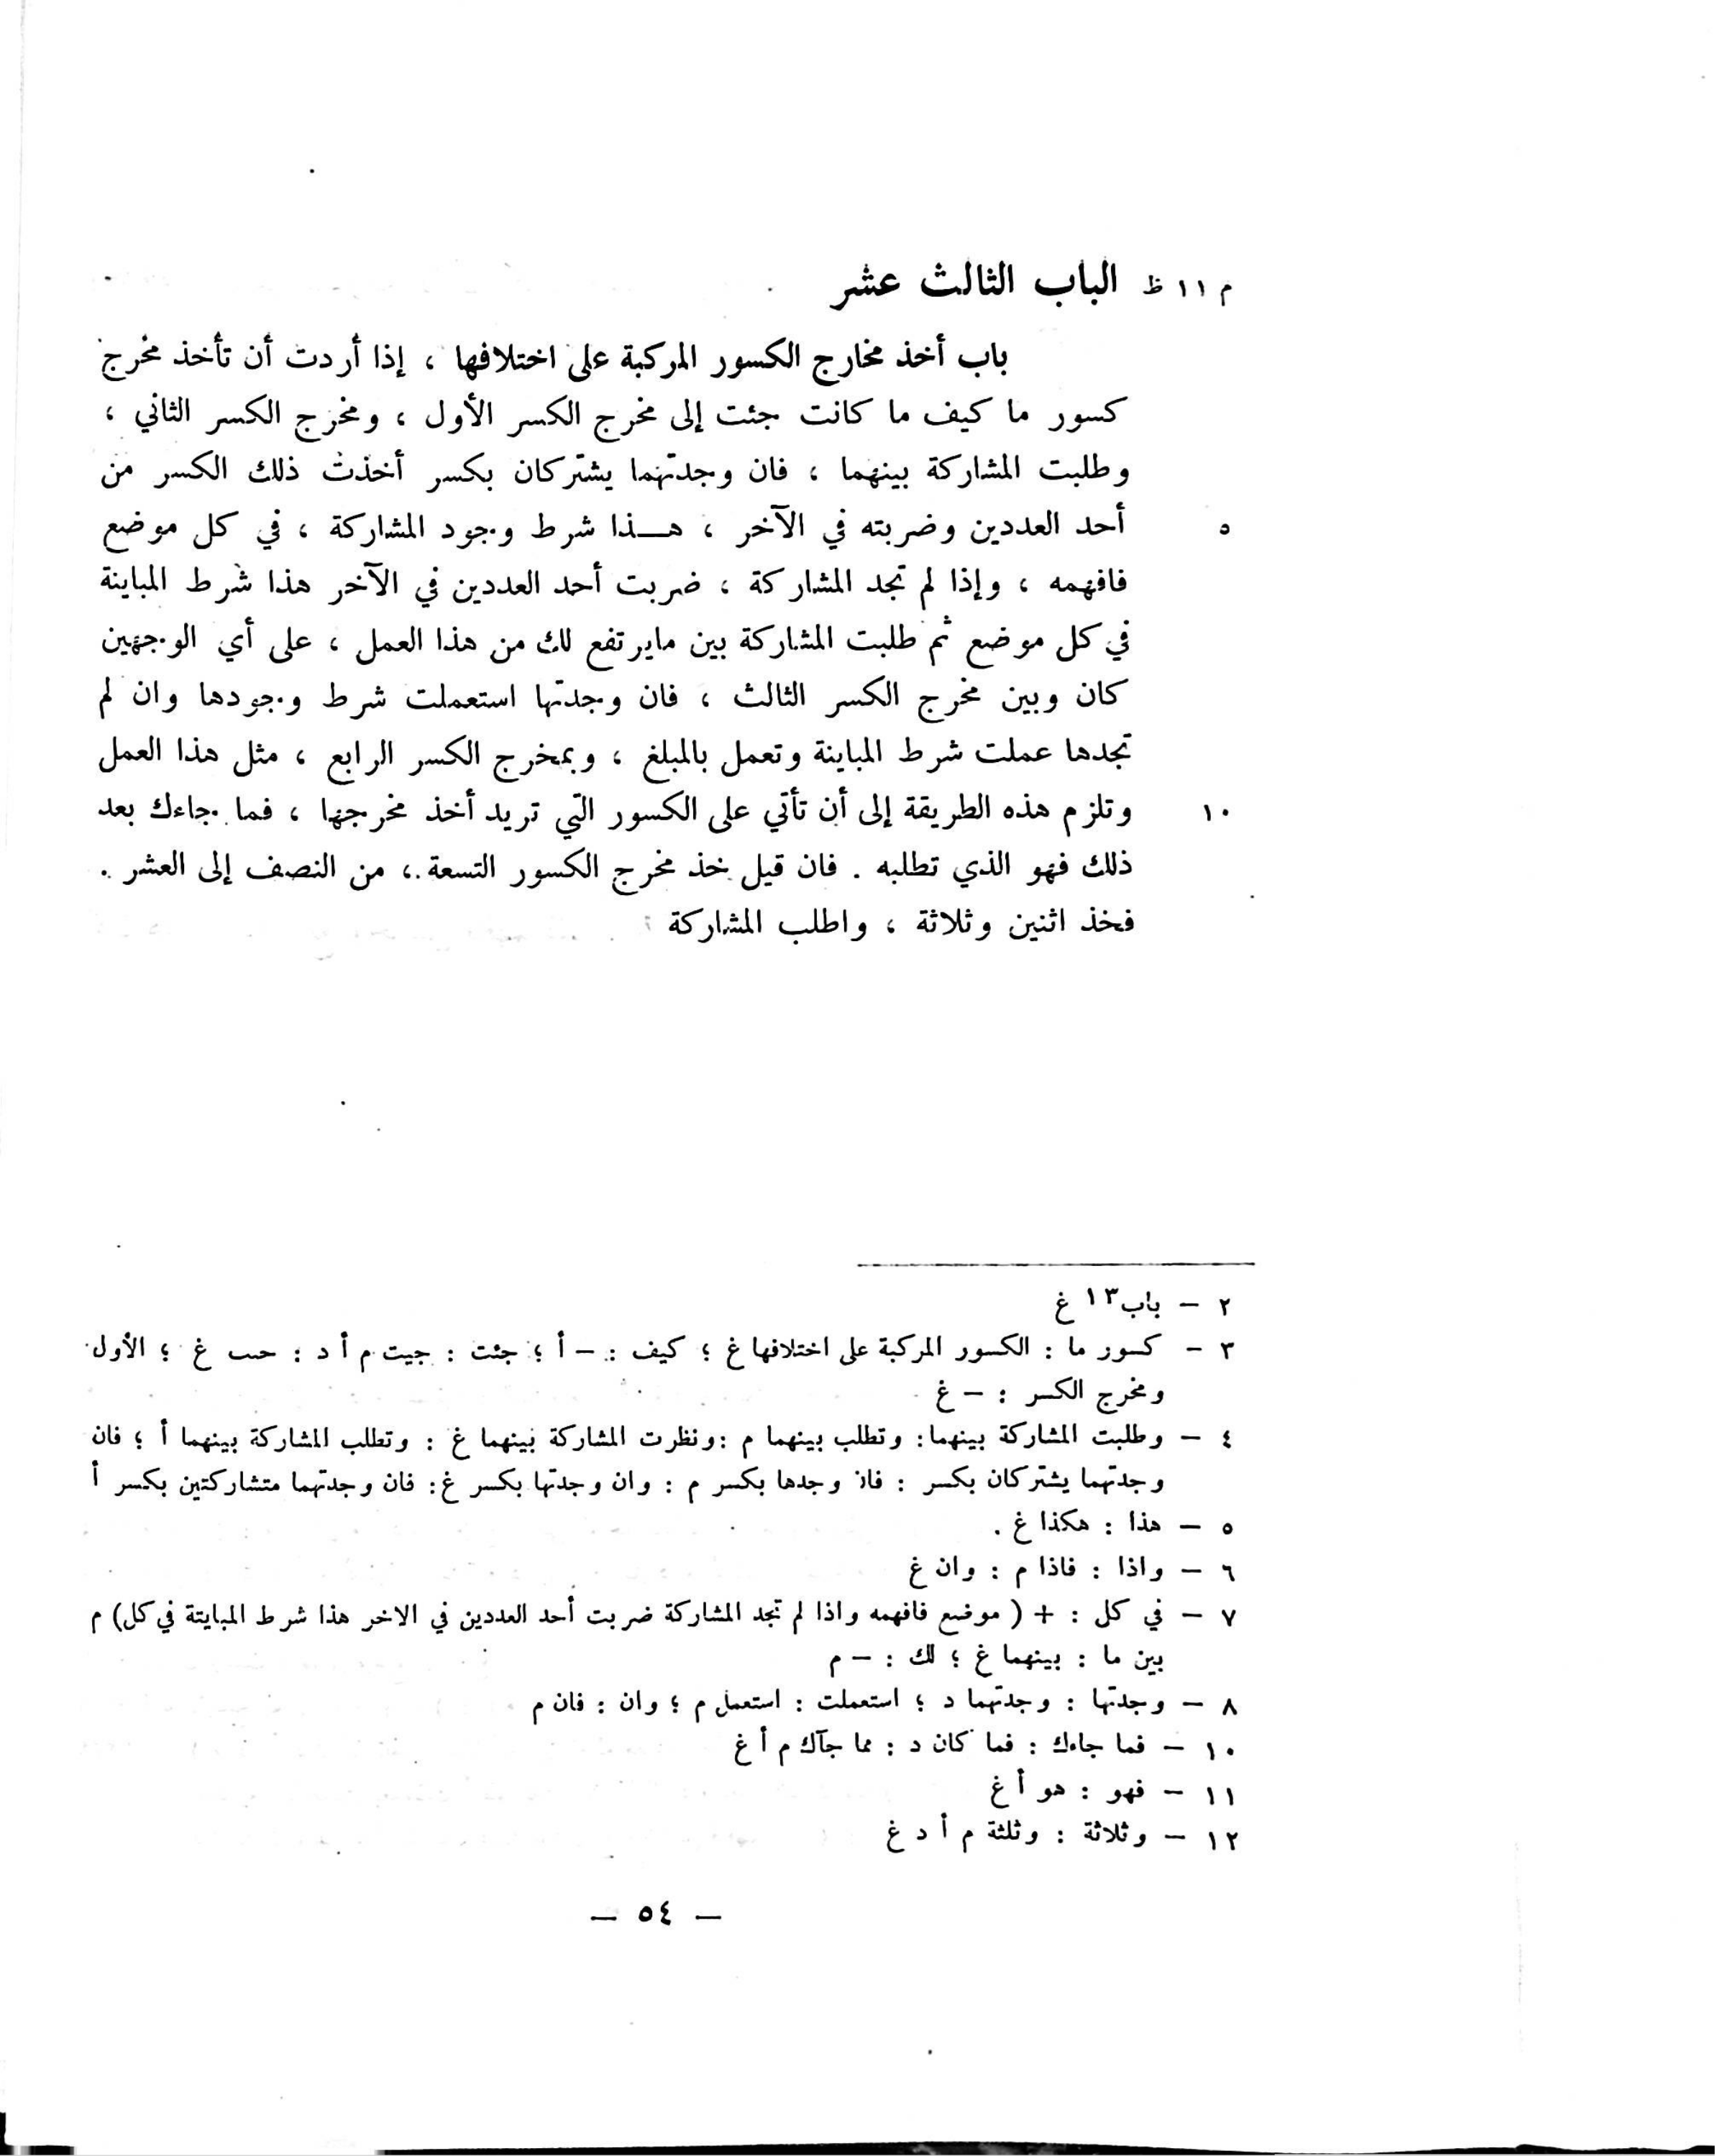 م ١١ ظ الباب الثالث عشر
باب أخذ مخارج الكسور المركبة على اختلافها ، إذا أردت أن تأخذ مخرج
كسور ما كيف ما كانت جئت إلى مخرج الكسر الأول ، ومخرج الكسر الثاني ،
وطلبت المشاركة بينهما ، فان وجدتهما يشتركان بكسر أخذت ذلك الكسر من
٥ أحد العددين وضربته في الآخر ، هـــذا شرط وجود المشاركة ، في كل موضع
فافهمه ، وإذا لم تجد المشاركة ، ضربت أحد العددين في الآخر هذا شرط المباينة
في كل موضع ثم طلبت المشاركة بين مايرتفع لك من هذا العمل ، على أي الوجهين
كان وبين مخرج الكسر الثالث ، فان وجدتها استعملت شرط وجودها وان لم
تجدها عملت شرط المباينة وتعمل بالمبلغ ، وبمخرج الكسر الرابع ، مثل هذا العمل
١٠ وتلزم هذه الطريقة إلى أن تأتي على الكسور التي تريد أخذ مخرجها ، فما جاءك بعد
ذلك فهو الذي تطلبه . فان قيل خذ مخرج الكسور التسعة ، من النصف إلى العشر .
فخذ اثنين وثلاثة ، واطلب المشاركة
٢ – باب١٣ غ
٣ – كسور ما : الكسور المركبة على اختلافها غ ؛ كيف : – أ ؛ جئت : جيت م أ د : حىىى غ ؛ الأول
ومخرج الكسر : – غ
٤ – وطلبت المشاركة بينهما : وتطلب بينهما م : ونظرت المشاركة بينهما غ : وتطلب المشاركة بينهما أ ؛ فان
وجدتهما يشتركان بكسر : فان وجدها بكسر م : وان وجدتها بكسر غ : فان وجدتهما متشاركتين بكسر أ
٥ – هذا : هكذا غ .
٦ – واذا : فاذا م : وان غ
٧ – في كل : + ( موضع فافهمه واذا لم تجد المشاركة ضربت أحد العددين في الاخر هذا شرط المبايتة في كل) م
بين ما : بينهما غ ؛ لك : – م
٨ – وجدتها : وجدتهما د ؛ استعملت : استعمل م ؛ وان : فان م
١٠ – فما جاءك : فما كان د : مما جآك م أ غ
١١ – فهو : هو أ غ
١٢ – وثلاثة : وثلثة م أ د غ
– ٥٤ –